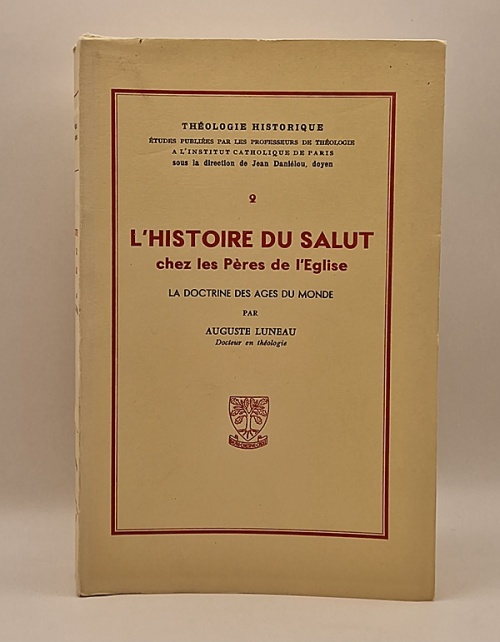 THÉOLOGIE HISTORIQUE
ÉTUDES PUBLIÉES PAR LES PROFESSEURS DE THÉOLOGIE
A L'INSTITUT CATHOLIQUE DE PARIS
sous la direction de Jean Daniélou, doyen
2
L'HISTOIRE DU SALUT
chez les Pères de l'Eglise
LA DOCTRINE DES AGES DU MONDE
PAR
AUGUSTE LUNEAU
Docteur en théologie